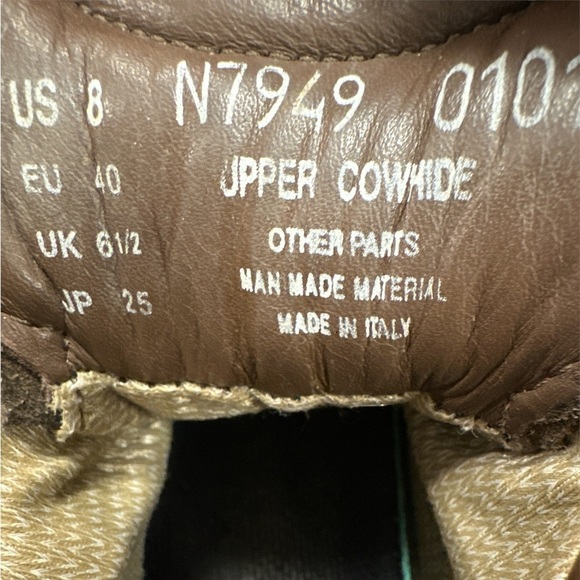 US 8 N7949 0101
EU 40 UPPER COWHIDE
UK 6 1/2 OTHER PARTS
JP 25 MAN MADE MATERIAL
MADE IN ITALY